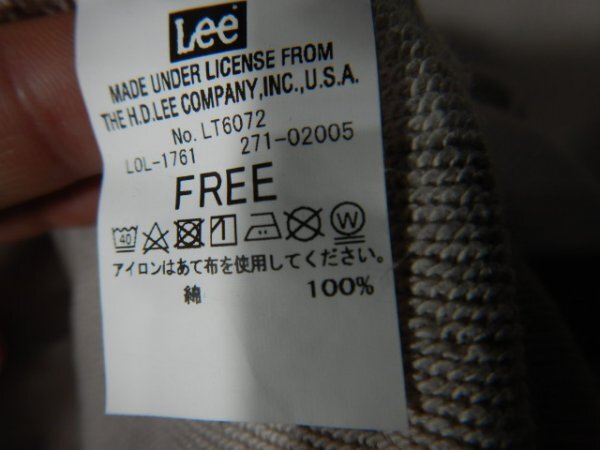 Lee
MADE UNDER LICENSE FROM
THE H.D.LEE COMPANY,INC.,U.S.A.
No. LT6072
LOL-1761 271-02005
FREE
40 W
アイロンはあて布を使用してください。
綿 100%